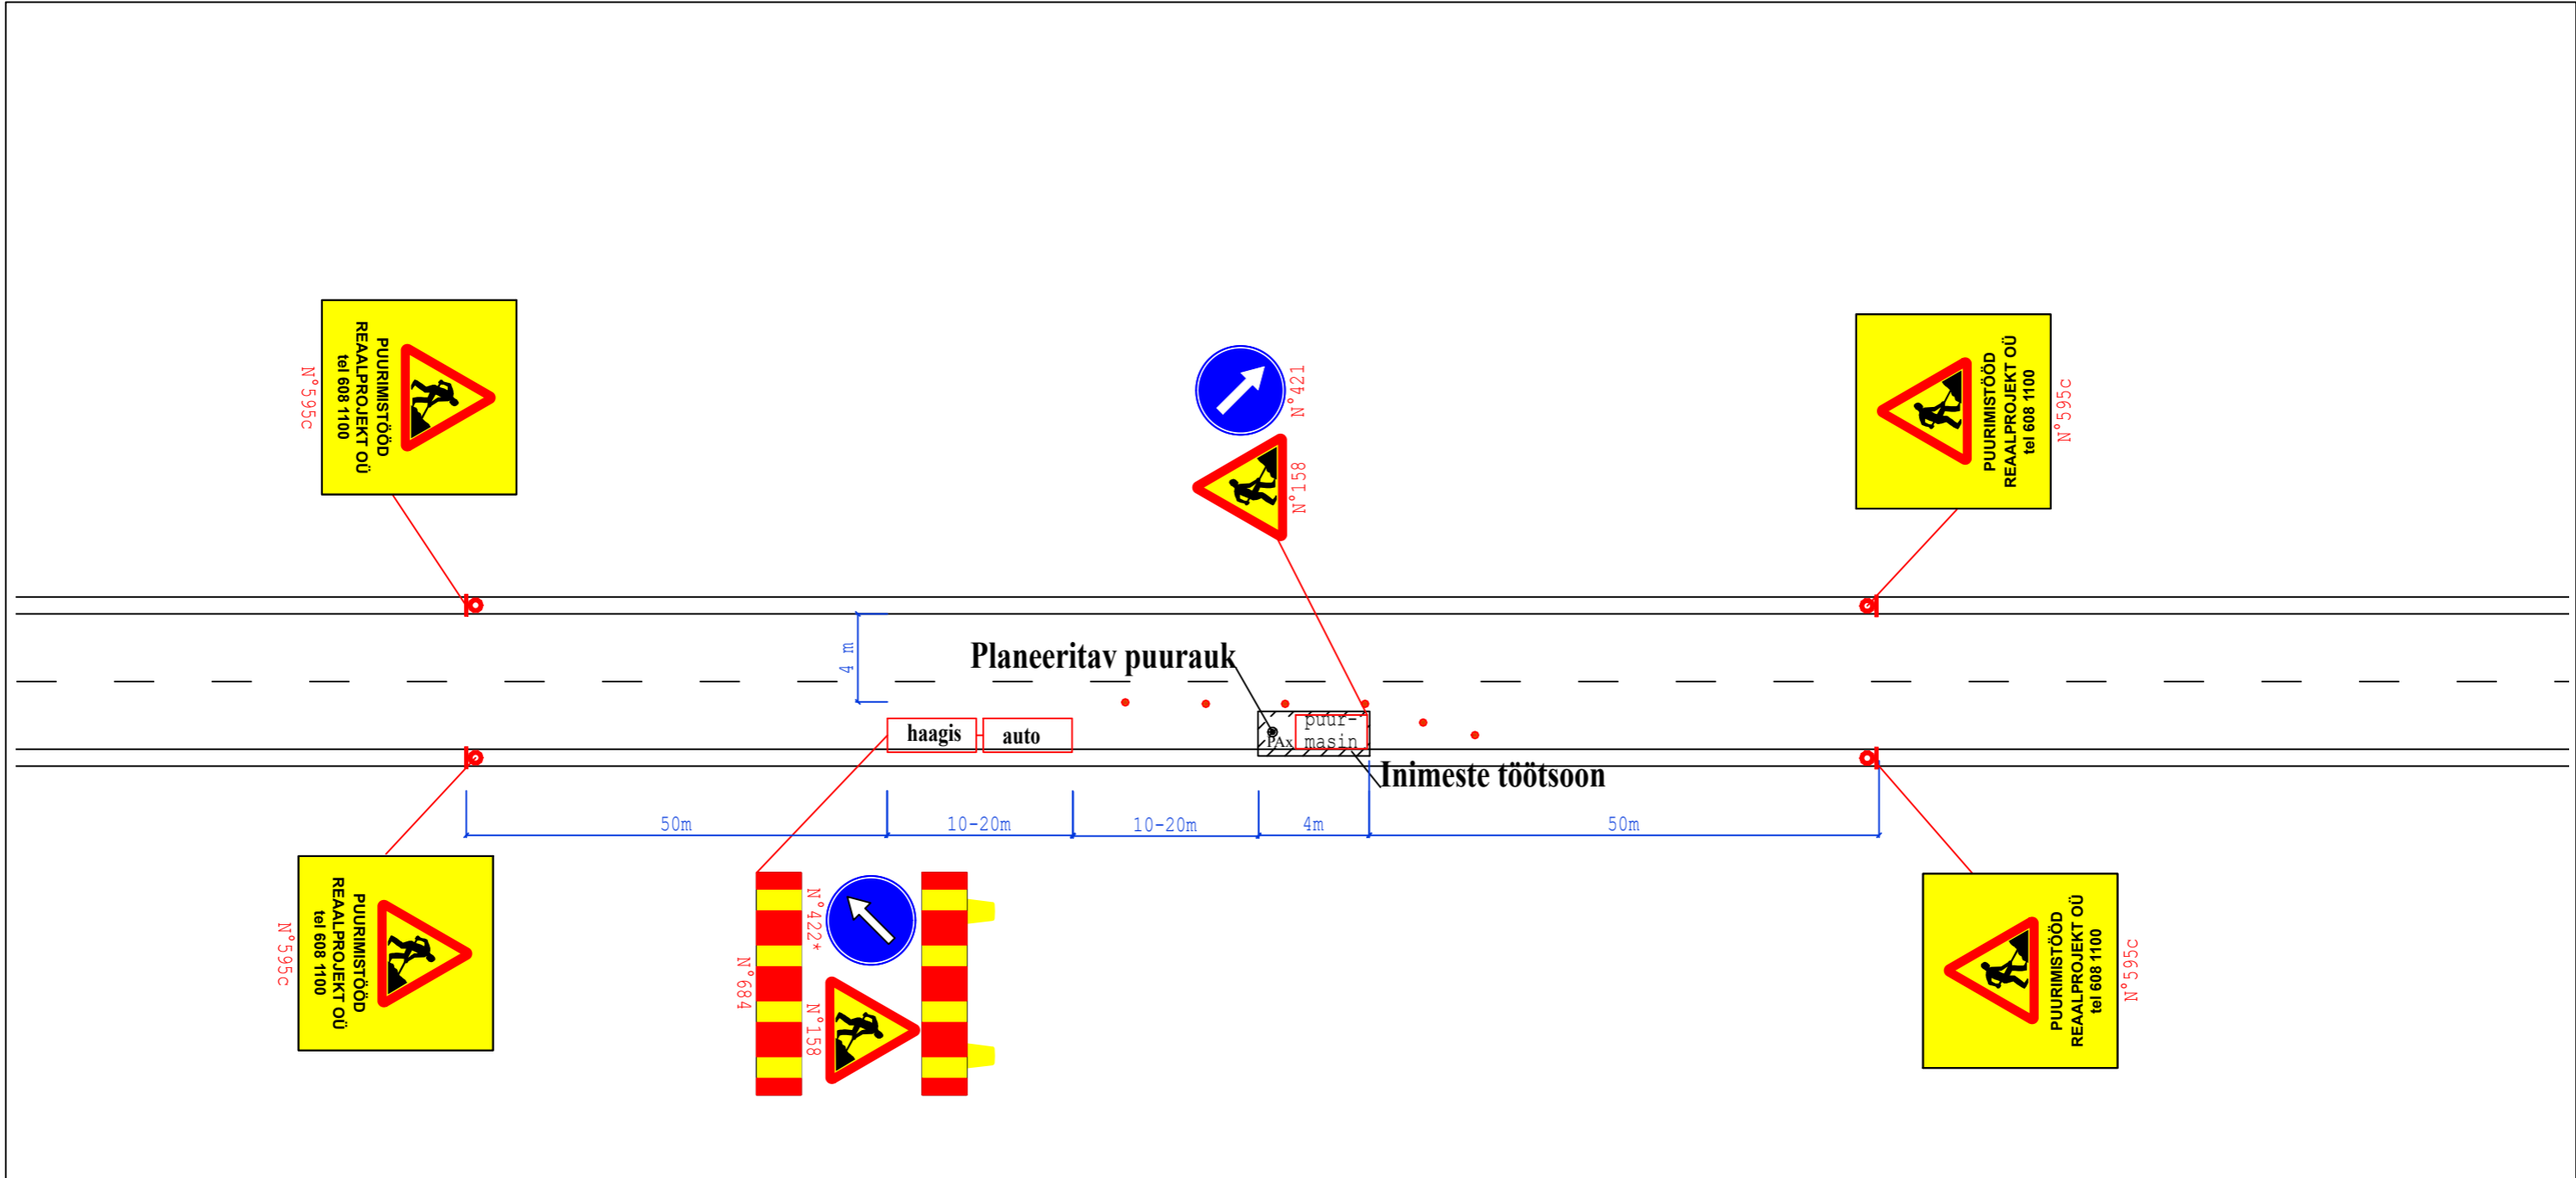 PUURIMISTÖÖD
REAALPROJEKT OÜ
tel 608 1100
N°595c
N°421
N°158
PUURIMISTÖÖD
REAALPROJEKT OÜ
tel 608 1100
N°595c
4 m
Planeeritav puurauk
haagis
auto
PAx
puur-
masin
Inimeste töötsoon
50m
10-20m
10-20m
4m
50m
PUURIMISTÖÖD
REAALPROJEKT OÜ
tel 608 1100
N°595c
N°422*
N°158
N°684
PUURIMISTÖÖD
REAALPROJEKT OÜ
tel 608 1100
N°595c